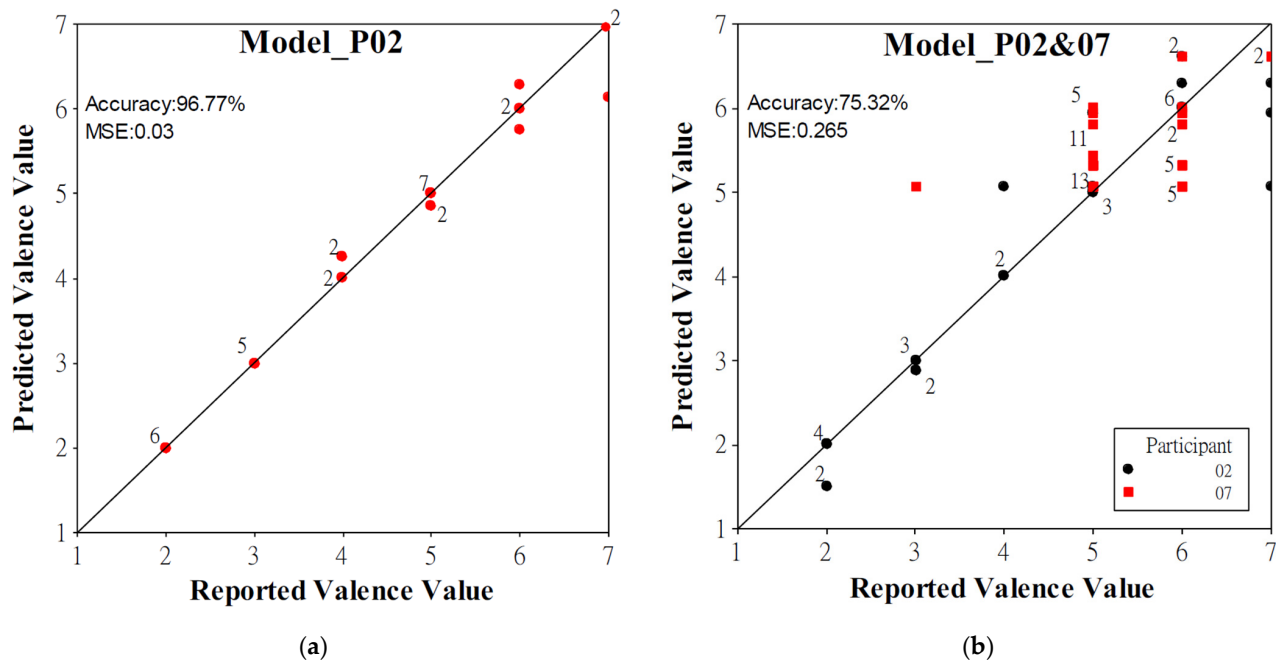 Model_P02
Accuracy:96.77%
MSE:0.03
Predicted Valence Value
7
6
5
4
3
2
1
2
2
7
2
2
2
5
6
1 2 3 4 5 6 7
Reported Valence Value
(a)
Model_P02&07
Accuracy:75.32%
MSE:0.265
Predicted Valence Value
7
6
5
4
3
2
1
2
2
5
6
11
2
13
5
3
5
2
3
2
4
2
Participant
02
07
1 2 3 4 5 6 7
Reported Valence Value
(b)